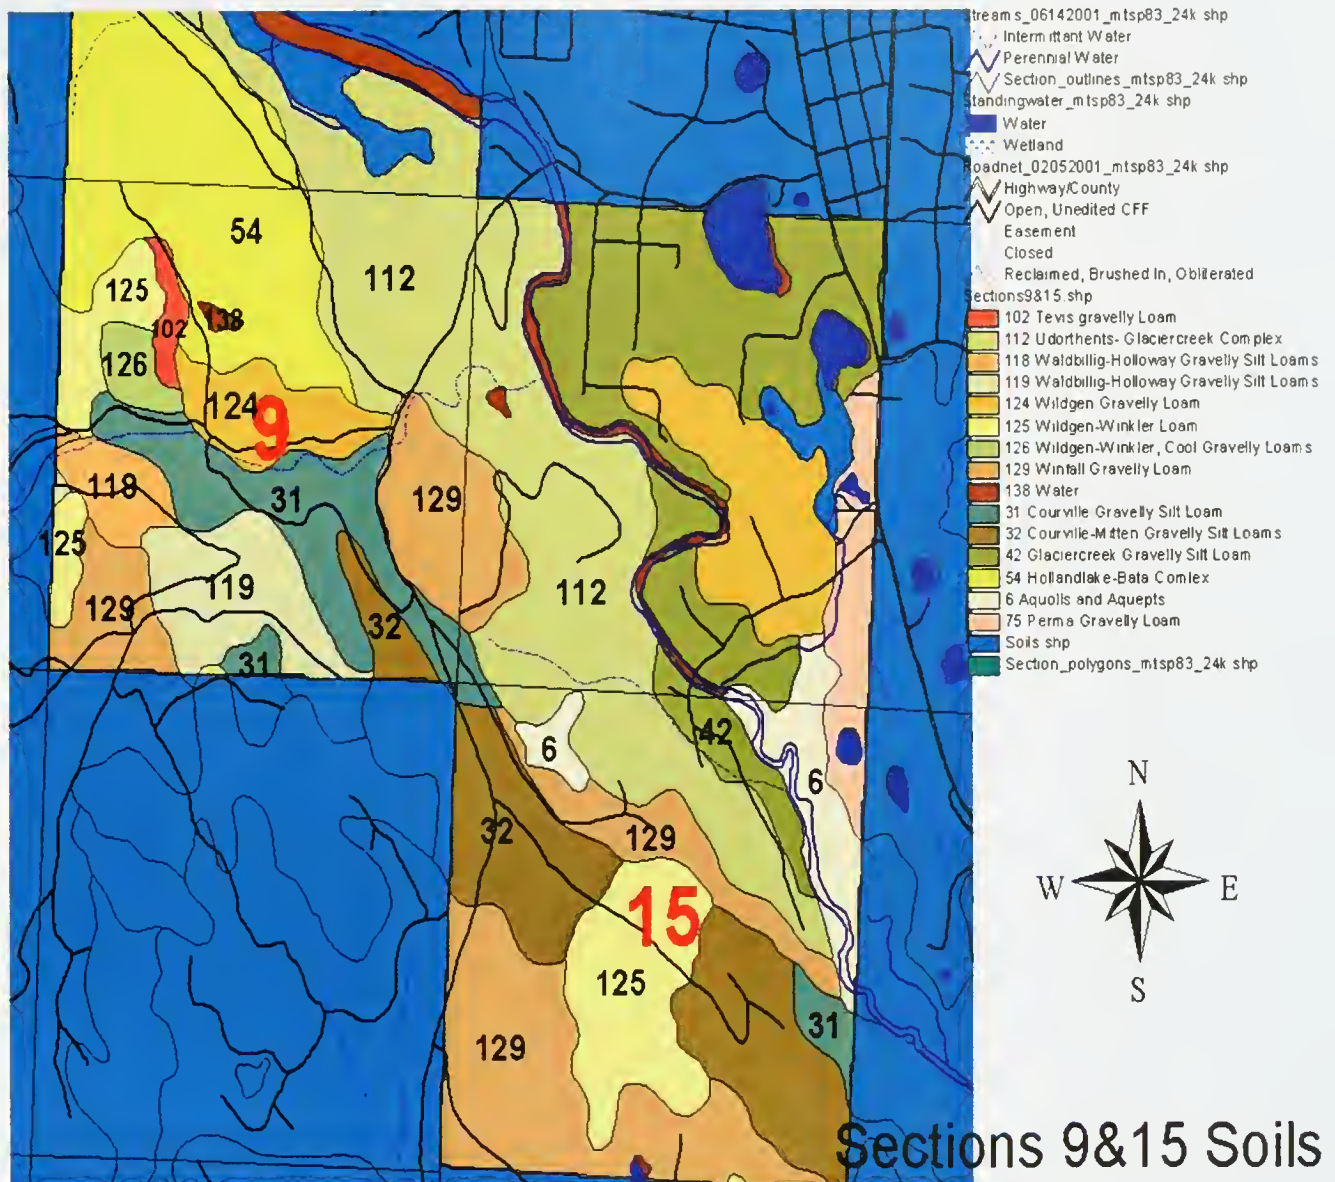 Streams_06142001_mtsp83_24k shp
Intermittant Water
Perennial Water
Section_outlines_mtsp83_24k shp
Standingwater_mtsp83_24k shp
Water
Wetland
Roadnet_02052001_mtsp83_24k shp
Highway/County
Open, Unedited CFF
Easement
Closed
Reclaimed, Brushed In, Obliterated
Sections9&15.shp
102 Tevis gravelly Loam
112 Udorthents- Glaciercreek Complex
118 Waldbillig-Holloway Gravelly Silt Loams
119 Waldbillig-Holloway Gravelly Silt Loams
124 Wildgen Gravelly Loam
125 Wildgen-Winkler Loam
126 Wildgen-Winkler, Cool Gravelly Loams
129 Winfall Gravelly Loam
138 Water
31 Courville Gravelly Silt Loam
32 Courville-Mitten Gravelly Silt Loams
42 Glaciercreek Gravelly Silt Loam
54 Hollandlake-Bata Comlex
6 Aquolls and Aquepts
75 Perma Gravelly Loam
Soils shp
Section_polygons_mtsp83_24k shp
54
112
125
138
102
126
124
9
118
31
129
125
119
112
129
32
31
42
6
6
32
129
15
125
31
129
N
W
E
S
Sections 9&15 Soils